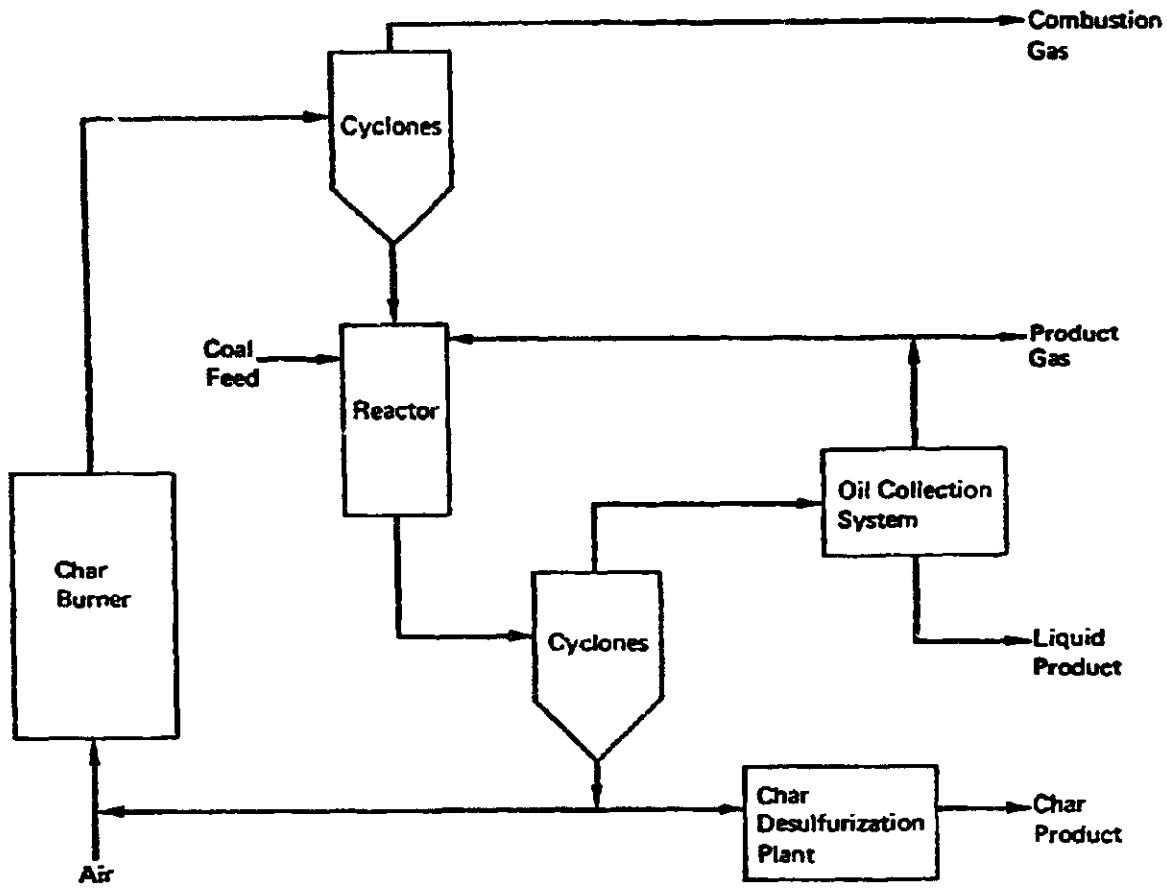 Combustion
Gas
Cyclones
Coal
Feed
Reactor
Product
Gas
Oil Collection
System
Char
Burner
Cyclones
Liquid
Product
Char
Desulfurization
Plant
Char
Product
Air